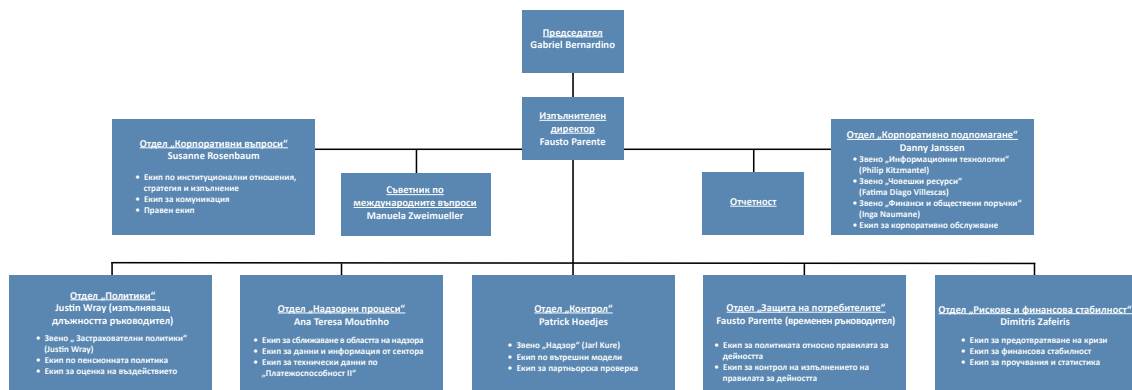 Председател
Gabriel Bernardino
Изпълнителен
директор
Fausto Parente
Отдел „Корпоративни въпроси“
Susanne Rosenbaum
• Екип по институционални отношения,
стратегия и изпълнение
• Екип за комуникация
• Правен екип
Съветник по
международните въпроси
Manuela Zweimueller
Отчетност
Отдел „Корпоративно подпомагане“
Danny Janssen
• Звено „Информационни технологии“
(Philip Kitzmantel)
• Звено „Човешки ресурси“
(Fatima Diago Villescas)
• Звено „Финанси и обществени поръчки“
(Inga Naumane)
• Екип за корпоративно обслужване
Отдел „Политики“
Justin Wray (изпълняващ
длъжността ръководител)
• Звено „ Застрахователни политики“
(Justin Wray)
• Екип по пенсионната политика
• Екип за оценка на въздействието
Отдел „Надзорни процеси“
Ana Teresa Moutinho
• Екип за сближаване в областта на надзора
• Екип за данни и информация от сектора
• Екип за технически данни по
„Платежоспособност II“
Отдел „Контрол“
Patrick Hoedjes
• Звено „Надзор“ (Jarl Kure)
• Екип по вътрешни модели
• Екип за партньорска проверка
Отдел „Защита на потребителите“
Fausto Parente (временен ръководител)
• Екип за политиката относно правилата за
дейността
• Екип за контрол на изпълнението на
правилата за дейността
Отдел „Рискове и финансова стабилност“
Dimitris Zafeiris
• Екип за предотвратяване на кризи
• Екип за финансова стабилност
• Екип за проучвания и статистика